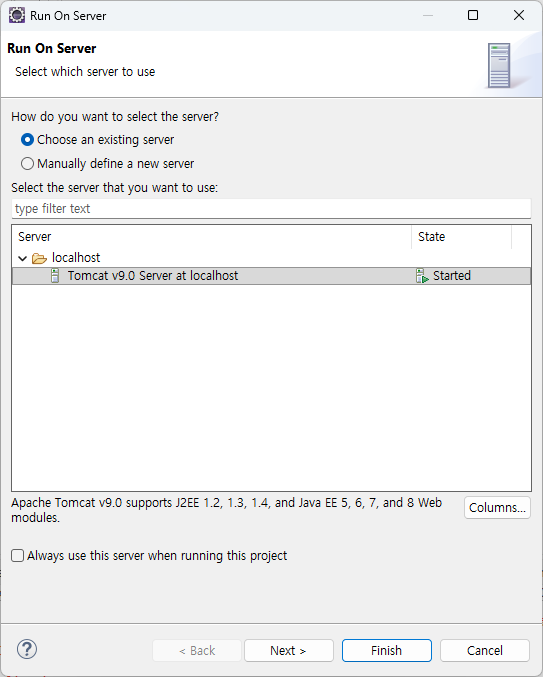 Run On Server
Run On Server
Select which server to use
How do you want to select the server?
Choose an existing server
Manually define a new server
Select the server that you want to use:
type filter text
Server State
localhost
Tomcat v9.0 Server at localhost Started
Apache Tomcat v9.0 supports J2EE 1.2, 1.3, 1.4, and Java EE 5, 6, 7, and 8 Web
modules.
Columns...
Always use this server when running this project
? < Back Next > Finish Cancel